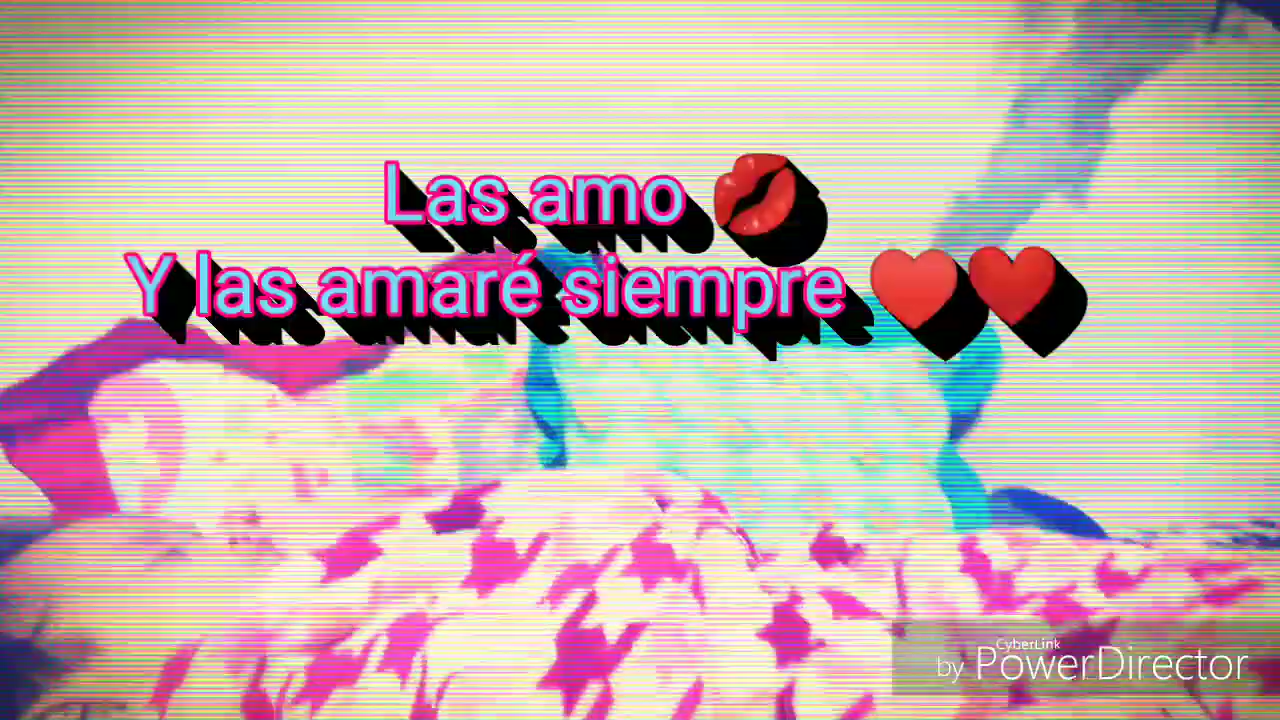 Las amo 💋
Y las amaré siempre ♥️♥️
CyberLink
by PowerDirector